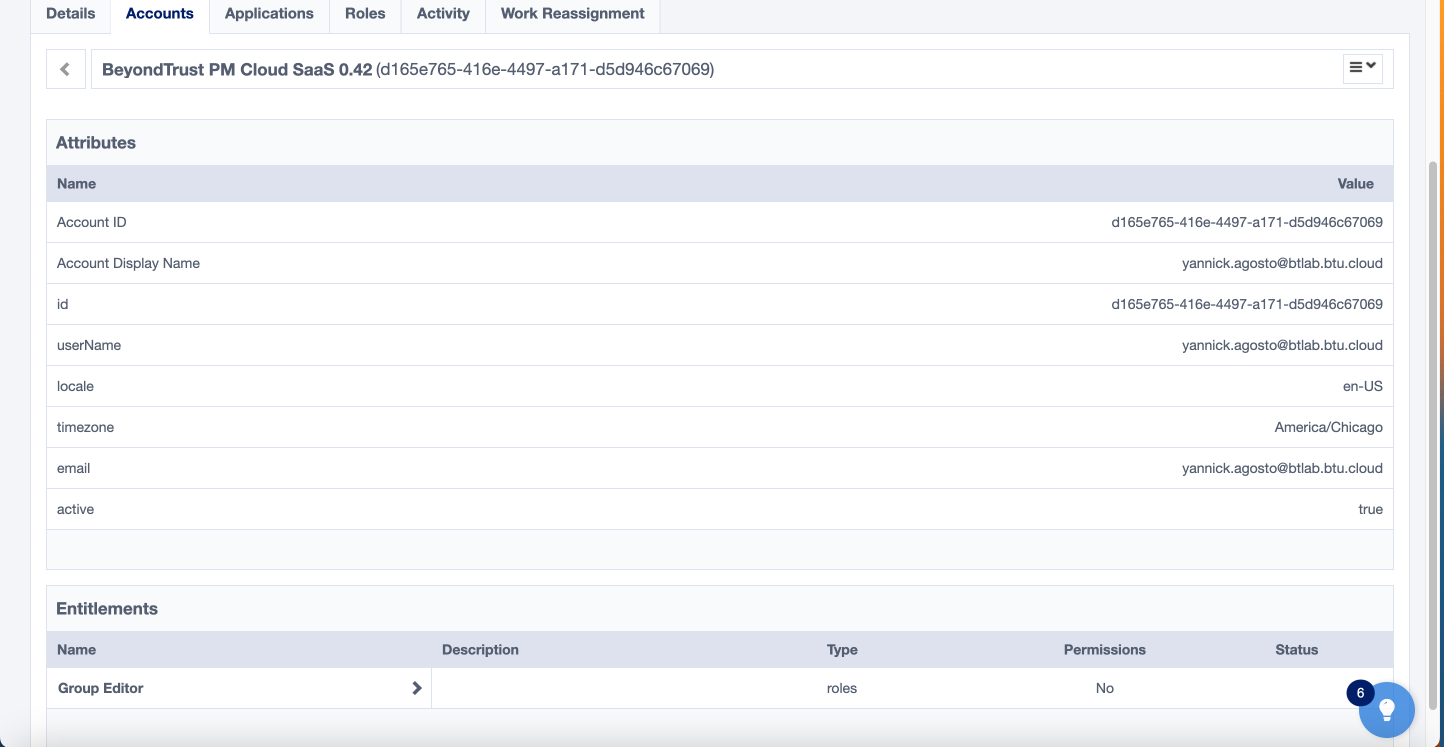 Details Accounts Applications Roles Activity Work Reassignment
BeyondTrust PM Cloud SaaS 0.42 (d165e765-416e-4497-a171-d5d946c67069)
Attributes
Name Value
Account ID d165e765-416e-4497-a171-d5d946c67069
Account Display Name yannick.agosto@btlab.btu.cloud
id d165e765-416e-4497-a171-d5d946c67069
userName yannick.agosto@btlab.btu.cloud
locale en-US
timezone America/Chicago
email yannick.agosto@btlab.btu.cloud
active true
Entitlements
Name Description Type Permissions Status
Group Editor roles No
6